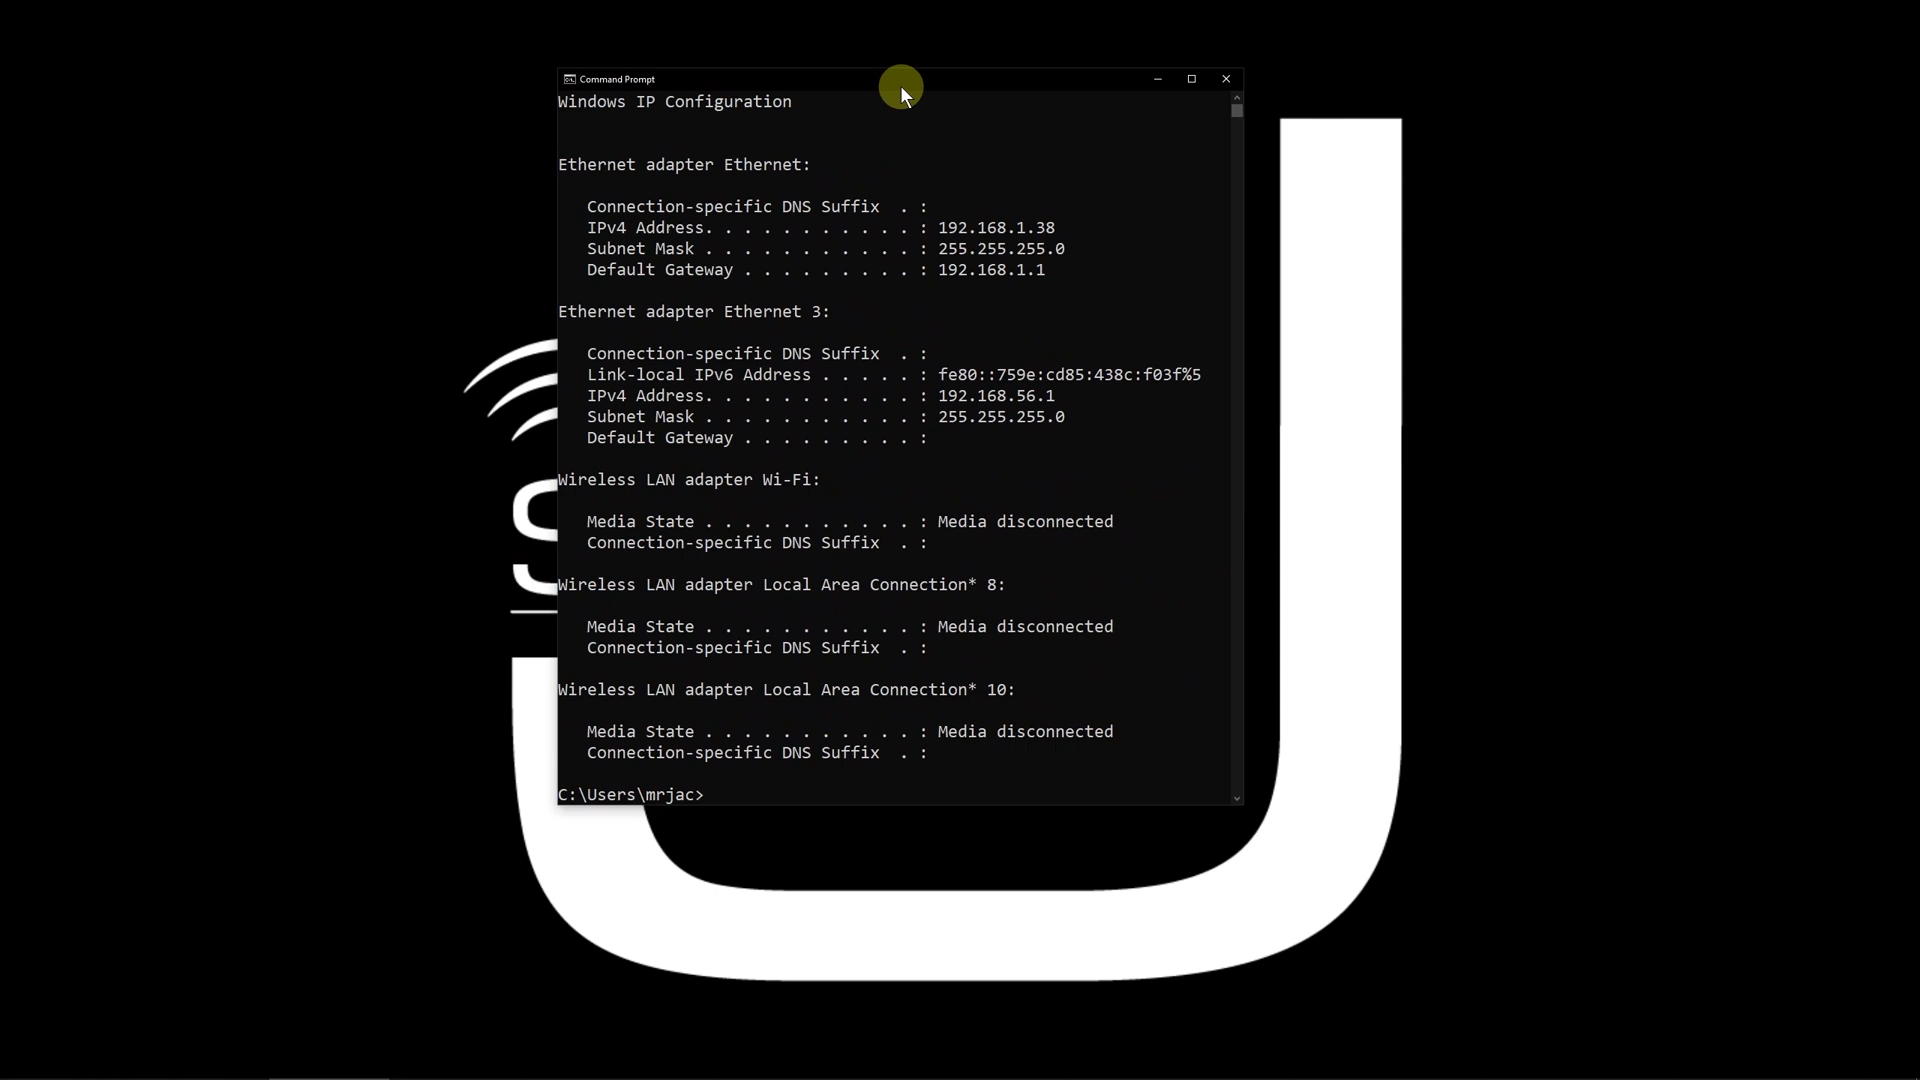 Command Prompt
Windows IP Configuration
Ethernet adapter Ethernet:
Connection-specific DNS Suffix  . :
IPv4 Address. . . . . . . . . . . : 192.168.1.38
Subnet Mask . . . . . . . . . . . : 255.255.255.0
Default Gateway . . . . . . . . . : 192.168.1.1
Ethernet adapter Ethernet 3:
Connection-specific DNS Suffix  . :
Link-local IPv6 Address . . . . . : fe80::759e:cd85:438c:f03f%5
IPv4 Address. . . . . . . . . . . : 192.168.56.1
Subnet Mask . . . . . . . . . . . : 255.255.255.0
Default Gateway . . . . . . . . . :
Wireless LAN adapter Wi-Fi:
Media State . . . . . . . . . . . : Media disconnected
Connection-specific DNS Suffix  . :
Wireless LAN adapter Local Area Connection* 8:
Media State . . . . . . . . . . . : Media disconnected
Connection-specific DNS Suffix  . :
Wireless LAN adapter Local Area Connection* 10:
Media State . . . . . . . . . . . : Media disconnected
Connection-specific DNS Suffix  . :
C:\Users\mrjac>